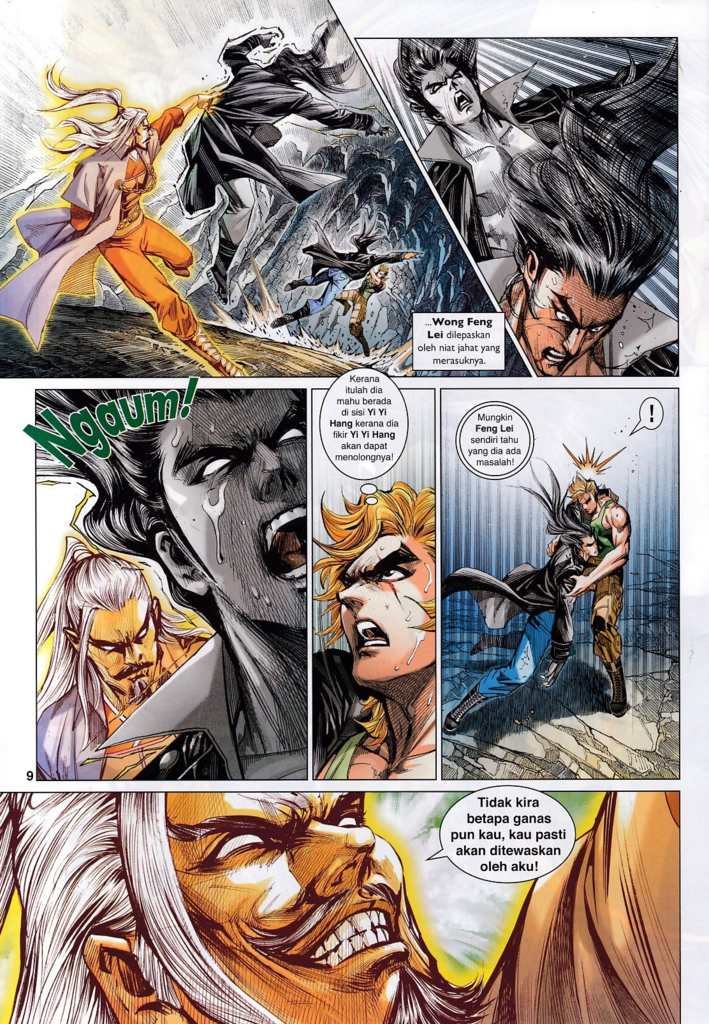 ...Wong Feng
Lei dilepaskan
oleh niat jahat yang
merasuknya.
Ngaum!
Kerana
itulah dia
mahu berada
di sisi Yi Yi
Hang kerana dia
fikir Yi Yi Hang
akan dapat
menolongnya!
Mungkin
Feng Lei
sendiri tahu
yang dia ada
masalah!
!
9
Tidak kira
betapa ganas
pun kau, kau pasti
akan ditewaskan
oleh aku!